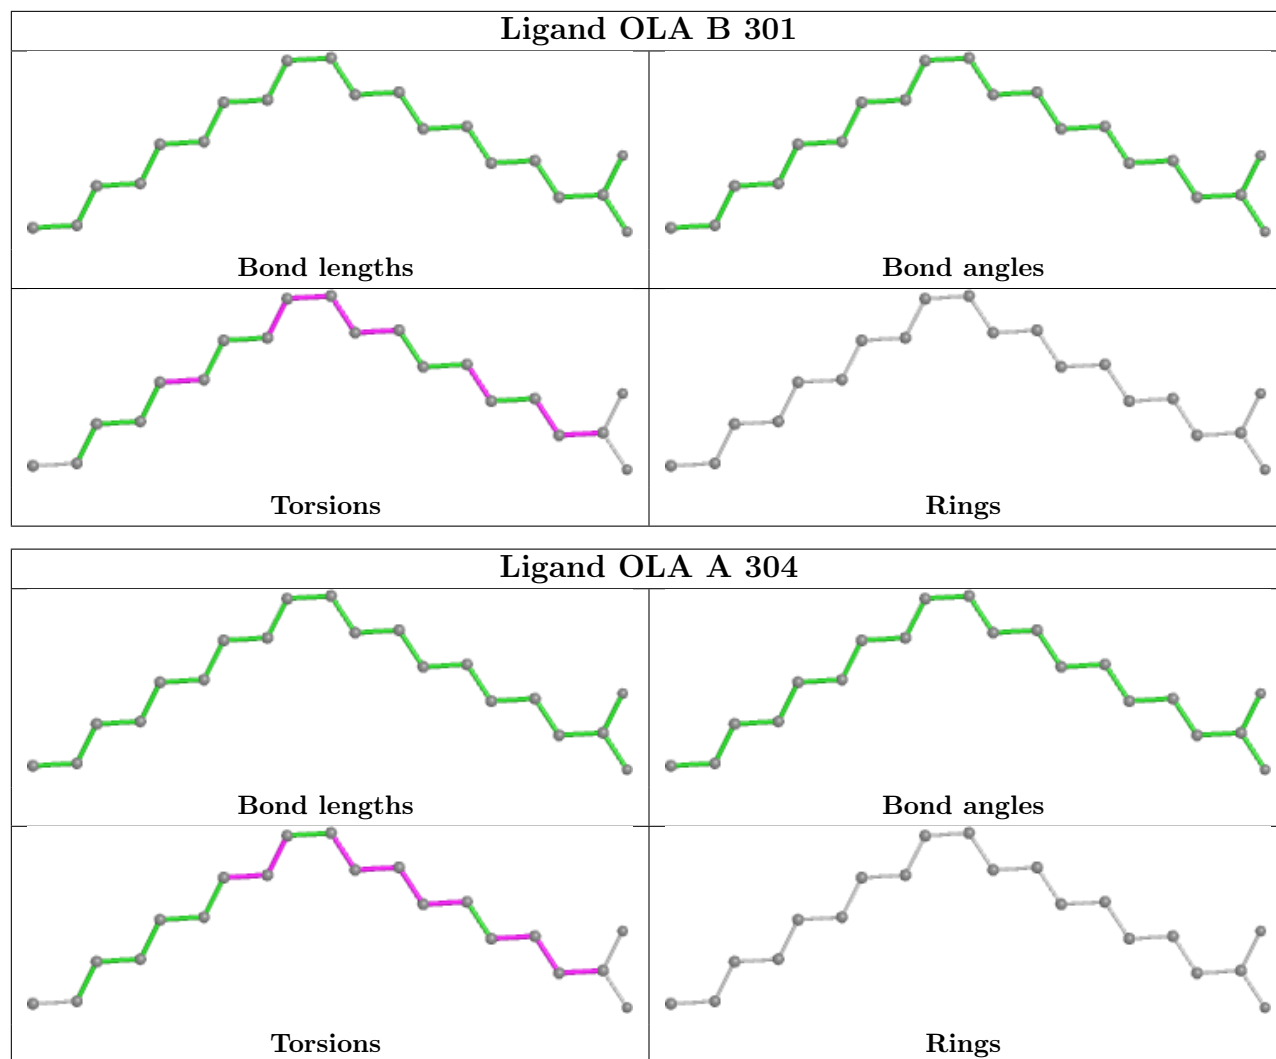 Ligand OLA B 301
Bond lengths
Bond angles
Torsions
Rings
Ligand OLA A 304
Bond lengths
Bond angles
Torsions
Rings